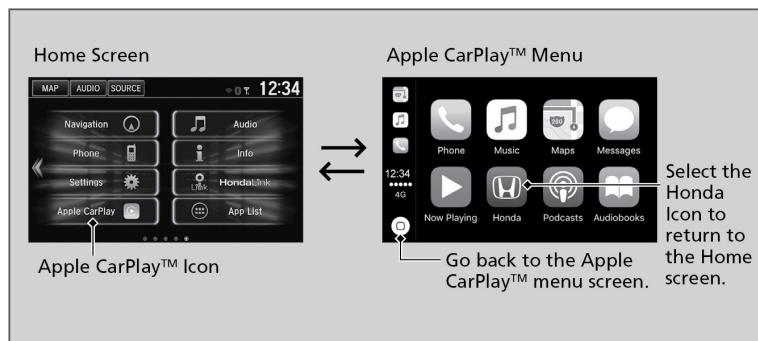 Home Screen
MAP AUDIO SOURCE 12:34
Navigation Audio
Phone Info
Settings Link HondaLink
Apple CarPlay App List
Apple CarPlay™ Icon
Apple CarPlay™ Menu
280
Phone Music Maps Messages
12:34
4G
Now Playing Honda Podcasts Audiobooks
Go back to the Apple
CarPlay™ menu screen.
Select the
Honda
Icon to
return to
the Home
screen.